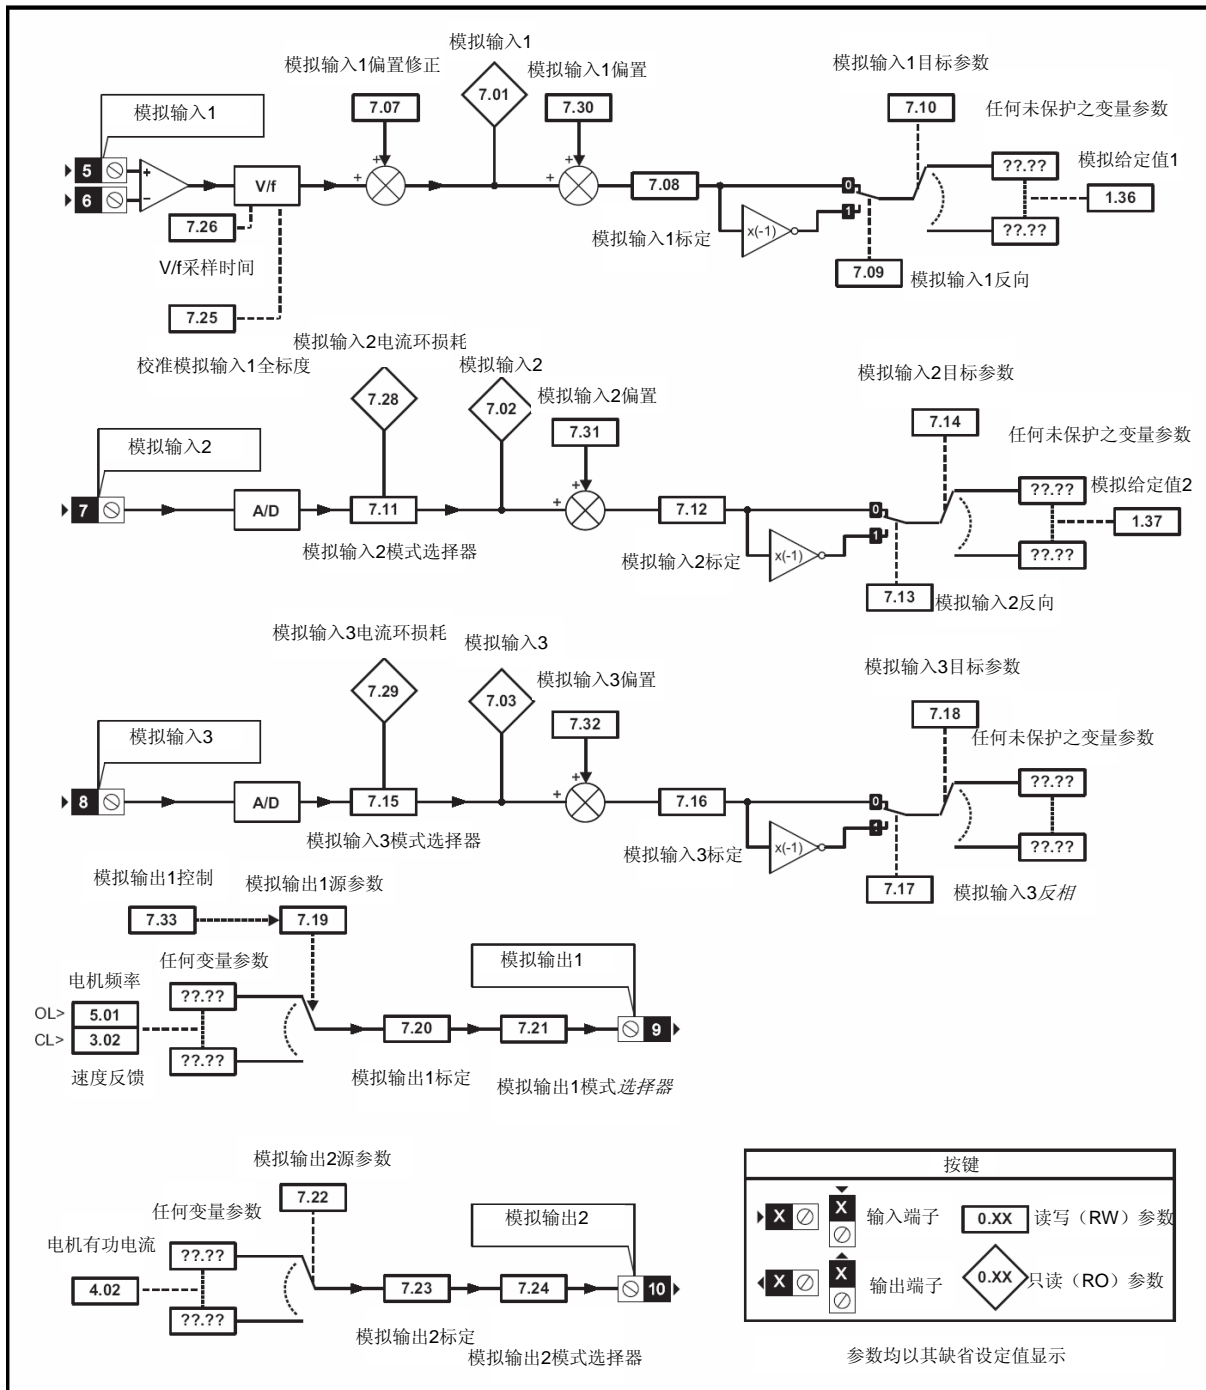 模拟输入1
模拟输入1偏置修正
模拟输入1偏置
模拟输入1目标参数
7.07
7.01
7.30
7.10
任何未保护之变量参数
模拟输入1
5
6
+
−
V/f
+
+
+
+
7.08
0
1
x(-1)
??.??
??.??
模拟给定值1
1.36
7.26
V/f采样时间
模拟输入1标定
7.09
模拟输入1反向
7.25
校准模拟输入1全标度
模拟输入2电流环损耗
模拟输入2
模拟输入2偏置
模拟输入2目标参数
7.28
7.02
7.31
7.14
任何未保护之变量参数
模拟输入2
7
A/D
7.11
+
+
7.12
0
1
x(-1)
??.??
??.??
模拟给定值2
1.37
模拟输入2模式选择器
模拟输入2标定
7.13
模拟输入2反向
模拟输入3电流环损耗
模拟输入3
模拟输入3偏置
模拟输入3目标参数
7.29
7.03
7.32
7.18
任何未保护之变量参数
模拟输入3
8
A/D
7.15
+
+
7.16
0
1
x(-1)
??.??
??.??
模拟输入3模式选择器
模拟输入3标定
7.17
模拟输入3反相
模拟输出1控制
模拟输出1源参数
7.33
7.19
任何变量参数
模拟输出1
电机频率
OL>
5.01
CL>
3.02
速度反馈
??.??
??.??
7.20
7.21
9
模拟输出1标定
模拟输出1模式选择器
模拟输出2源参数
7.22
任何变量参数
模拟输出2
电机有功电流
4.02
??.??
??.??
7.23
7.24
10
模拟输出2标定
模拟输出2模式选择器
按键
X
X
输入端子
0.XX
读写（RW）参数
X
X
输出端子
0.XX
只读（RO）参数
参数均以其缺省设定值显示